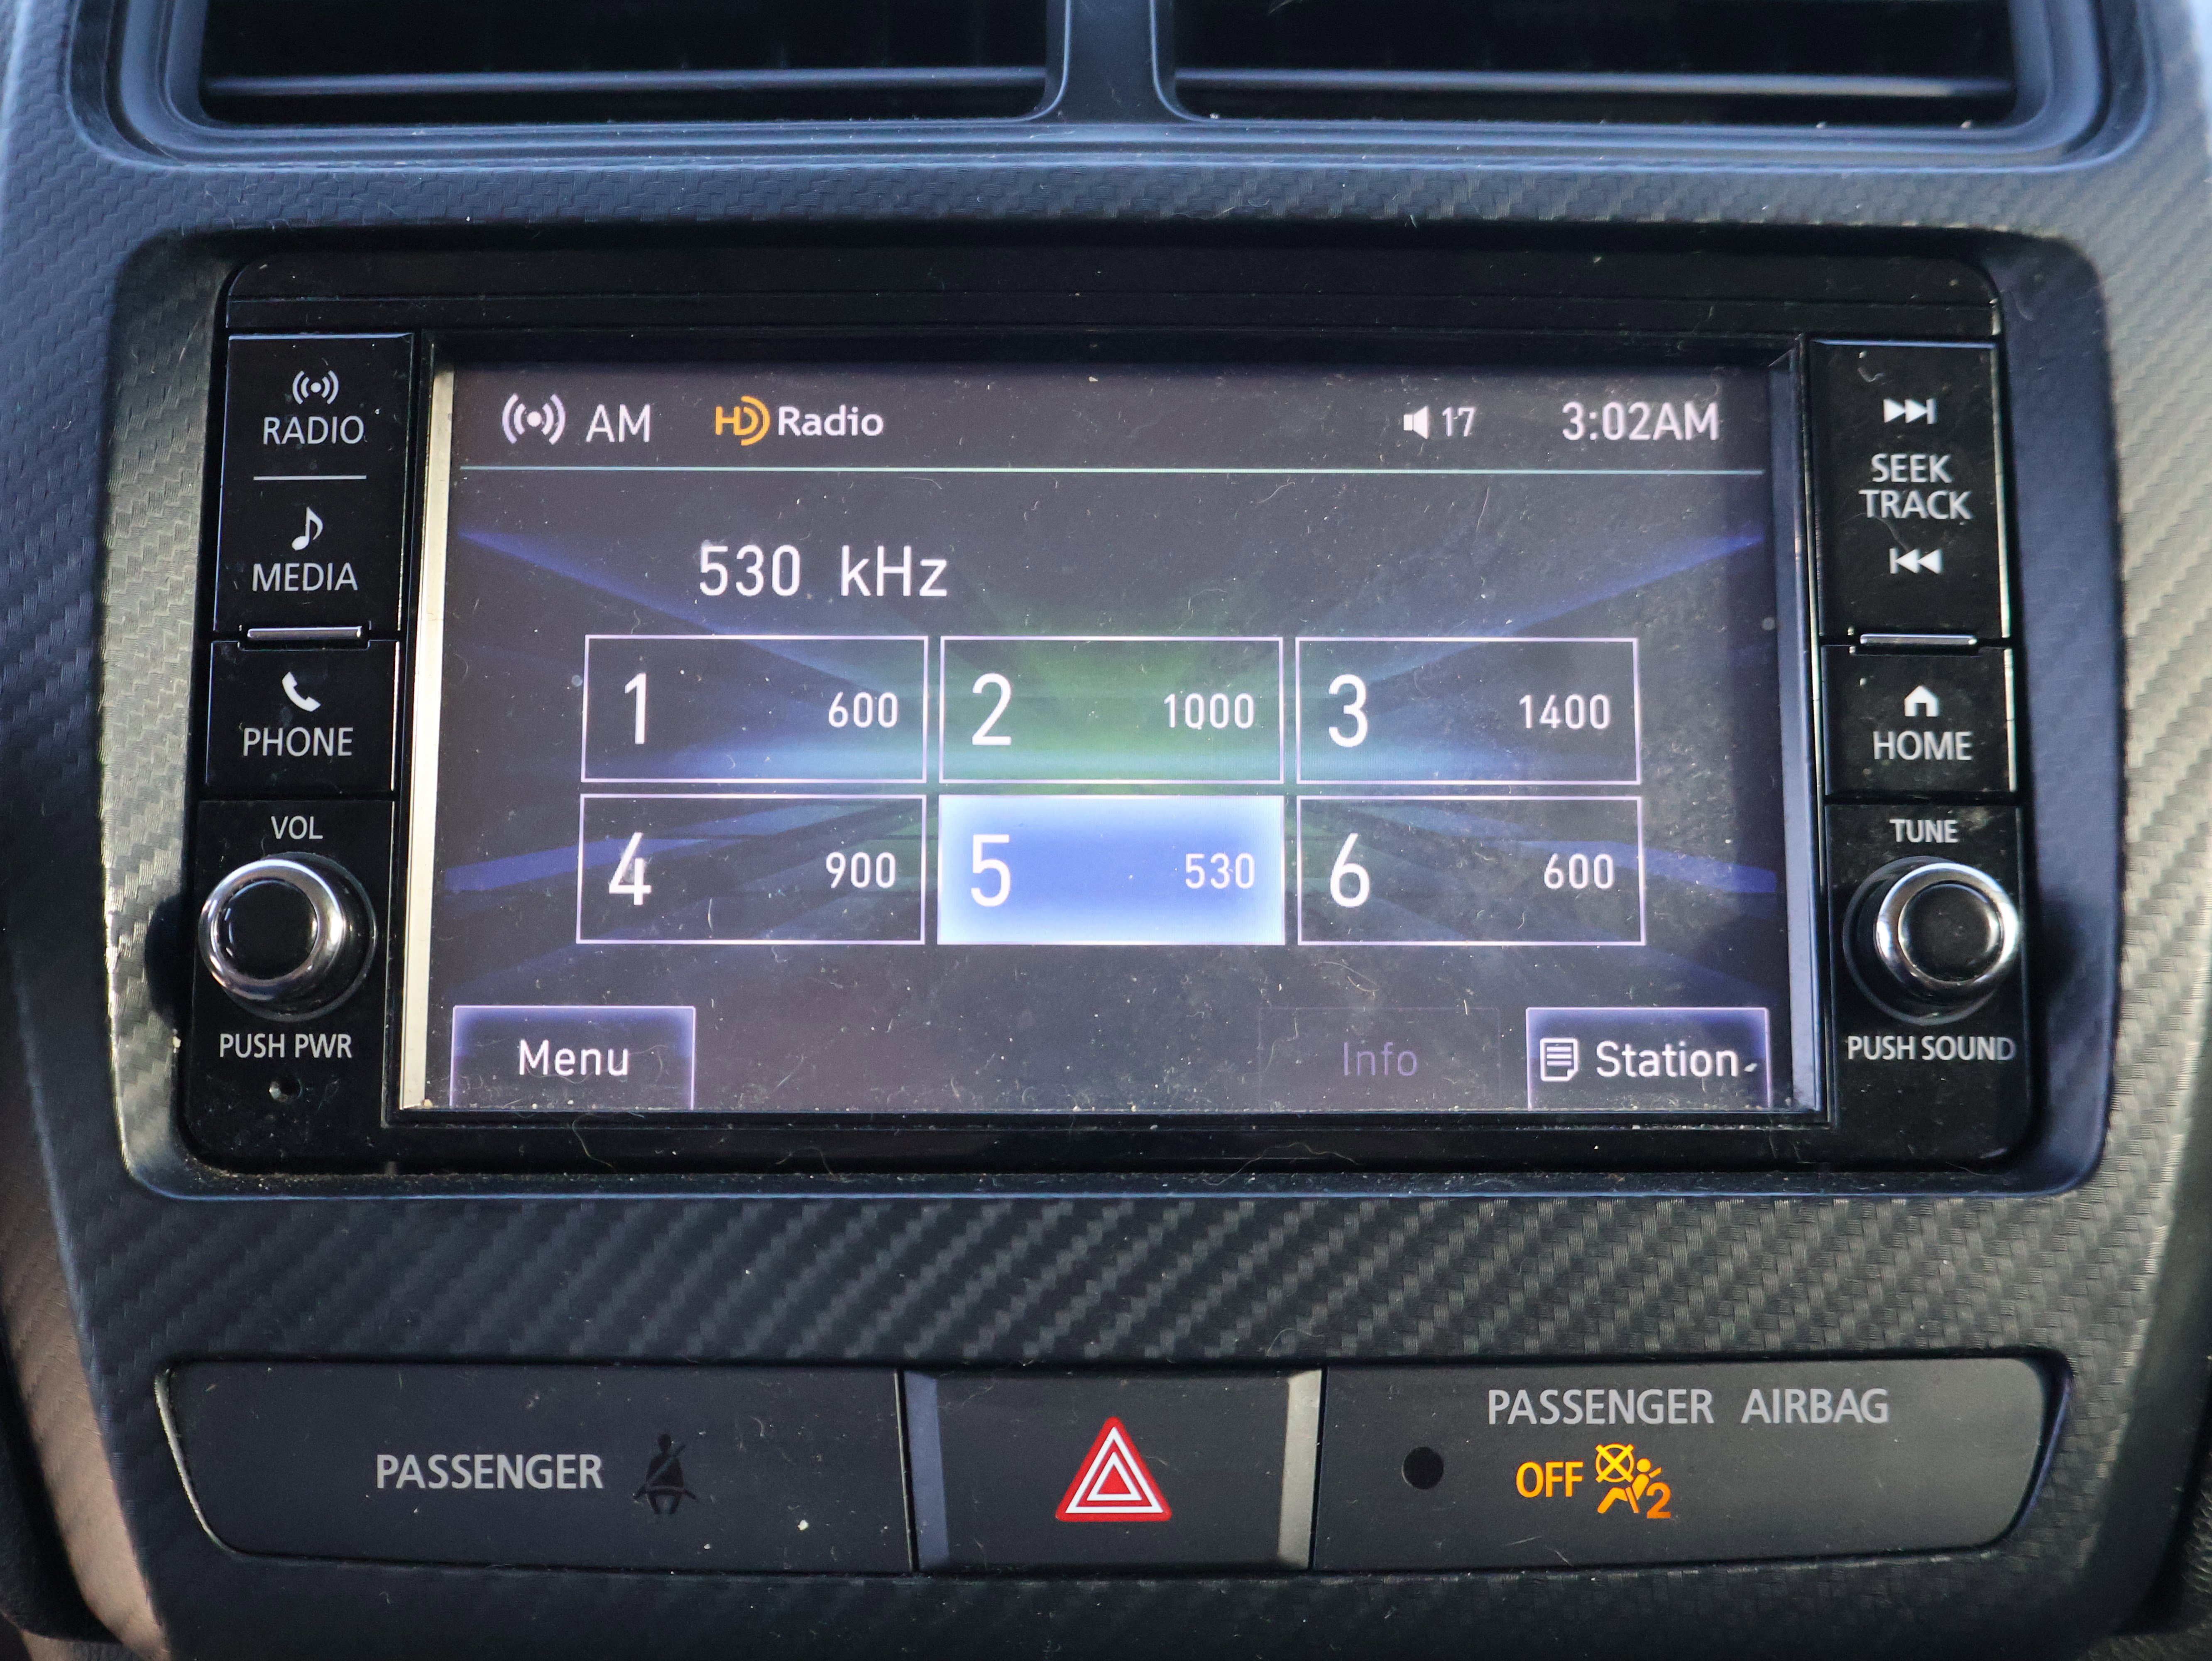 RADIO
MEDIA
PHONE
VOL
PUSH PWR
AM HD Radio 17 3:02AM
530 kHz
1 600 2 1000 3 1400
4 900 5 530 6 600
Menu Info Station
SEEK
TRACK
HOME
TUNE
PUSH SOUND
PASSENGER
PASSENGER AIRBAG
OFF 2